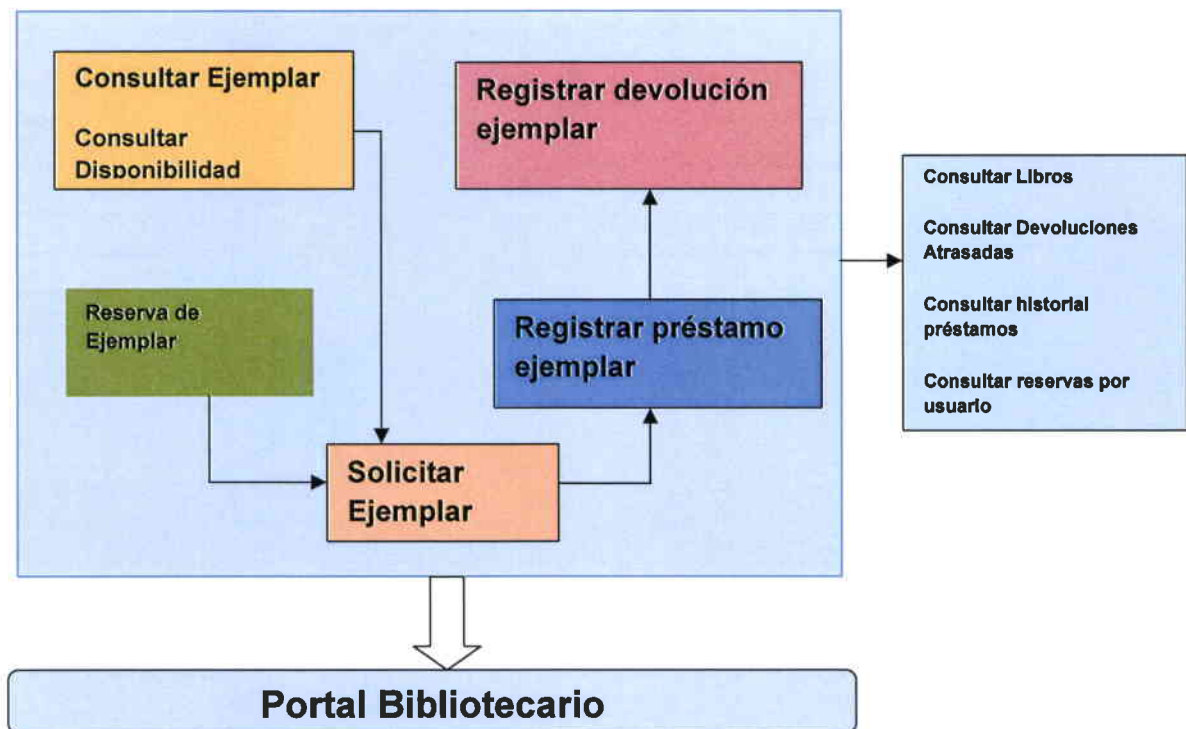 Consultar Ejemplar
Consultar
Disponibilidad
Registrar devolución
ejemplar
Reserva de
Ejemplar
Registrar préstamo
ejemplar
Solicitar
Ejemplar
Consultar Libros
Consultar Devoluciones
Atrasadas
Consultar historial
préstamos
Consultar reservas por
usuario
Portal Bibliotecario